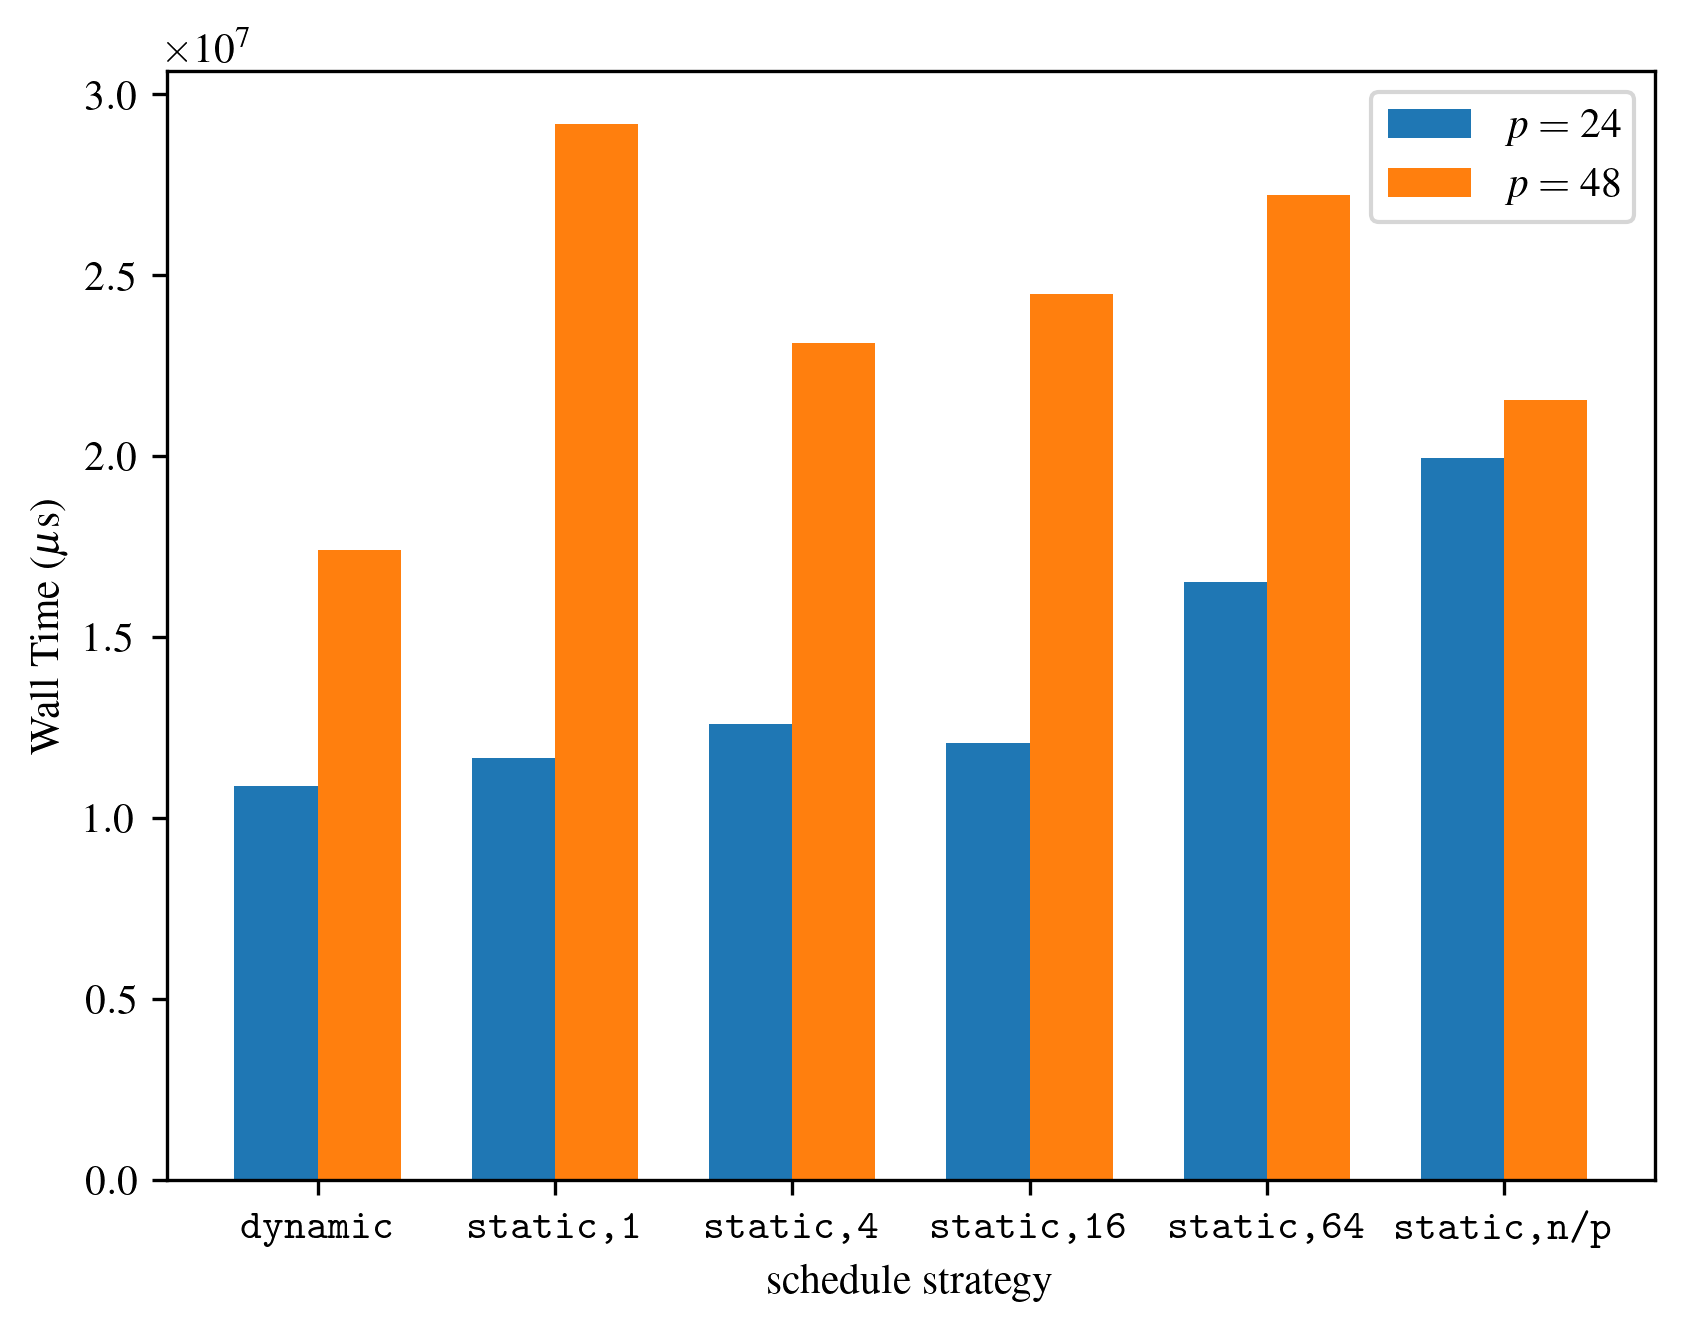 ×10⁷
3.0
2.5
2.0
1.5
1.0
0.5
0.0
Wall Time (μs)
p = 24
p = 48
dynamic static,1 static,4 static,16 static,64 static,n/p
schedule strategy